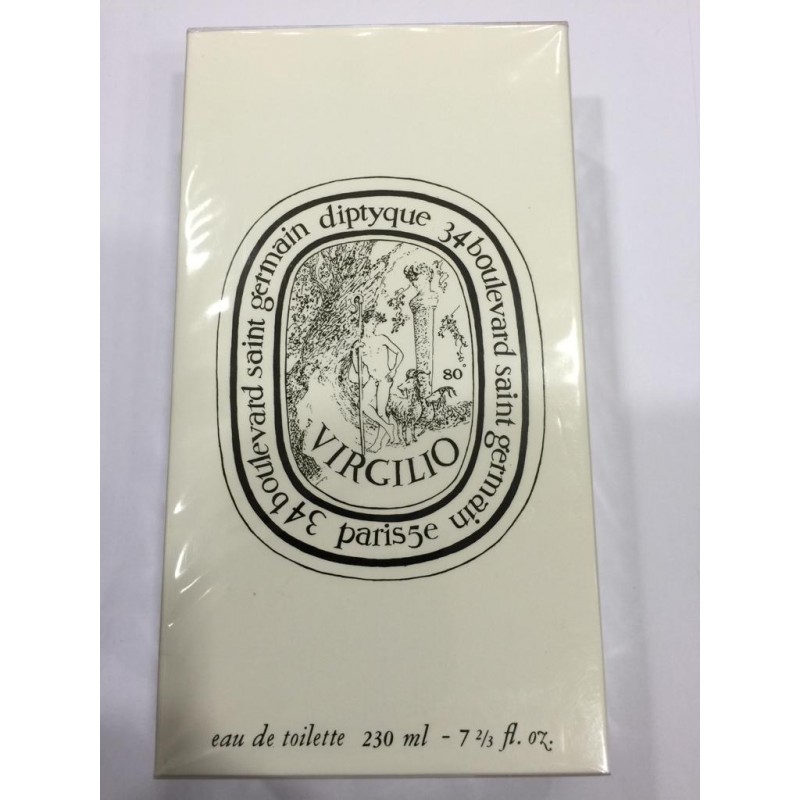 diptyque 34 boulevard saint germain
paris 5e
34 boulevard saint germain
80°
VIRGILIO
eau de toilette 230 ml - 7 2/3 fl. oz.